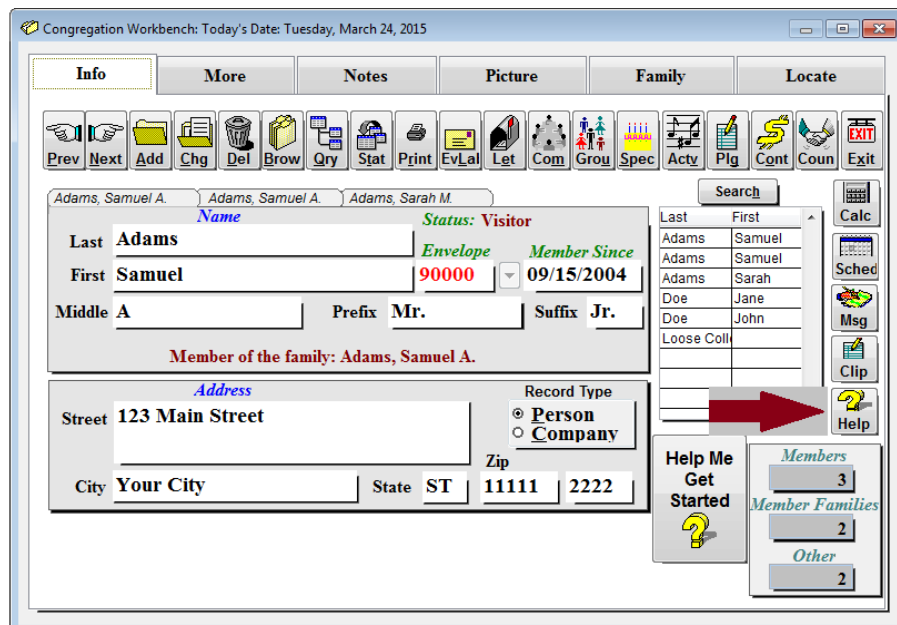 Congregation Workbench: Today's Date: Tuesday, March 24, 2015
Info More Notes Picture Family Locate
Prev Next Add Chg Del Brow Qry Stat Print EvLal Let Com Grou Spec Actv Plg Cont Coun Exit
EXIT
Adams, Samuel A. Adams, Samuel A. Adams, Sarah M.
Name Status: Visitor
Last Adams
Envelope Member Since
First Samuel 90000 09/15/2004
Middle A Prefix Mr. Suffix Jr.
Member of the family: Adams, Samuel A.
Address
Street 123 Main Street
Record Type
Person
Company
Zip
City Your City State ST 11111 2222
Search
Last First
Adams Samuel
Adams Samuel
Adams Sarah
Doe Jane
Doe John
Loose Coll
Calc
Sched
Msg
Clip
Help
Help Me
Get
Started
Members
3
Member Families
2
Other
2